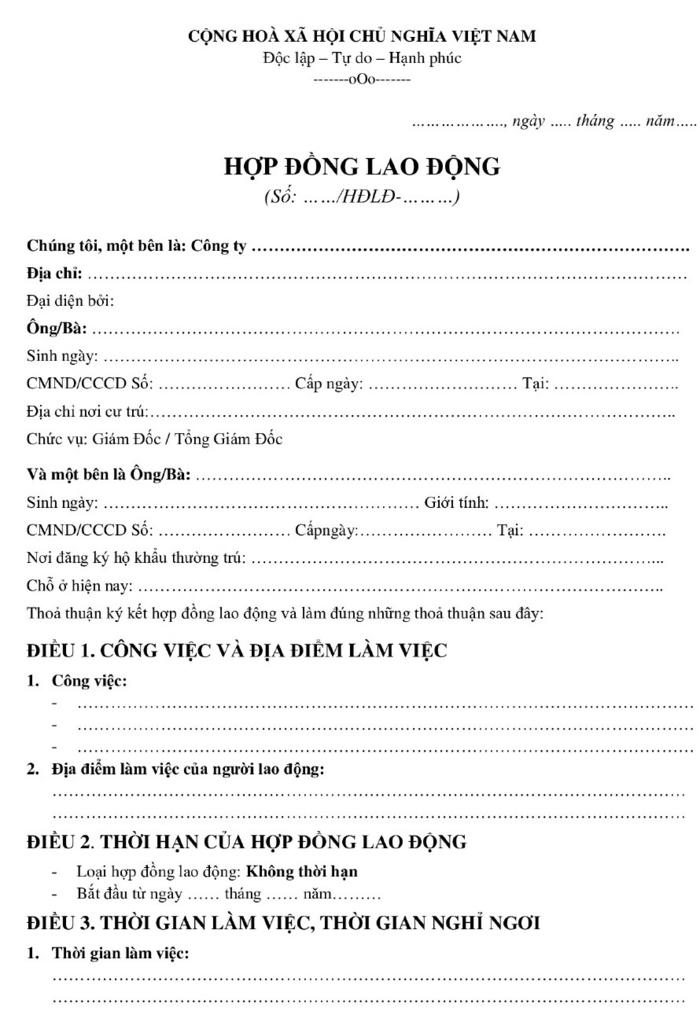 CỘNG HOÀ XÃ HỘI CHỦ NGHĨA VIỆT NAM
Độc lập – Tự do – Hạnh phúc
-------oOo-------
………………., ngày ….. tháng ….. năm…..
HỢP ĐỒNG LAO ĐỘNG
(Số: ……/HĐLĐ-………)
Chúng tôi, một bên là: Công ty ……………………………………………………………………
Địa chỉ: ………………………………………………………………………………………………
Đại diện bởi:
Ông/Bà: ……………………………………………………………………………………………
Sinh ngày: …………………………………………………………………………………………..
CMND/CCCD Số: ……………………. Cấp ngày: ……………………… Tại: ………………….
Địa chỉ nơi cư trú:…………………………………………………………………………………..
Chức vụ: Giám Đốc / Tổng Giám Đốc
Và một bên là Ông/Bà: …………………………………………………………………………..
Sinh ngày: ………………………………………………… Giới tính: …………………………..
CMND/CCCD Số: ……………………. Cấpngày:……………………. Tại: …………………….
Nơi đăng ký hộ khẩu thường trú: …………………………………………………………………...
Chỗ ở hiện nay: ……………………………………………………………………………………..
Thoả thuận ký kết hợp đồng lao động và làm đúng những thoả thuận sau đây:
ĐIỀU 1. CÔNG VIỆC VÀ ĐỊA ĐIỂM LÀM VIỆC
1. Công việc:
- …………………………………………………………………………………………………
- …………………………………………………………………………………………………
- …………………………………………………………………………………………………
2. Địa điểm làm việc của người lao động:
……………………………………………………………………………………………………
……………………………………………………………………………………………………
ĐIỀU 2. THỜI HẠN CỦA HỢP ĐỒNG LAO ĐỘNG
- Loại hợp đồng lao động: Không thời hạn
- Bắt đầu từ ngày …… tháng …… năm………
ĐIỀU 3. THỜI GIAN LÀM VIỆC, THỜI GIAN NGHỈ NGƠI
1. Thời gian làm việc:
……………………………………………………………………………………………………
……………………………………………………………………………………………………